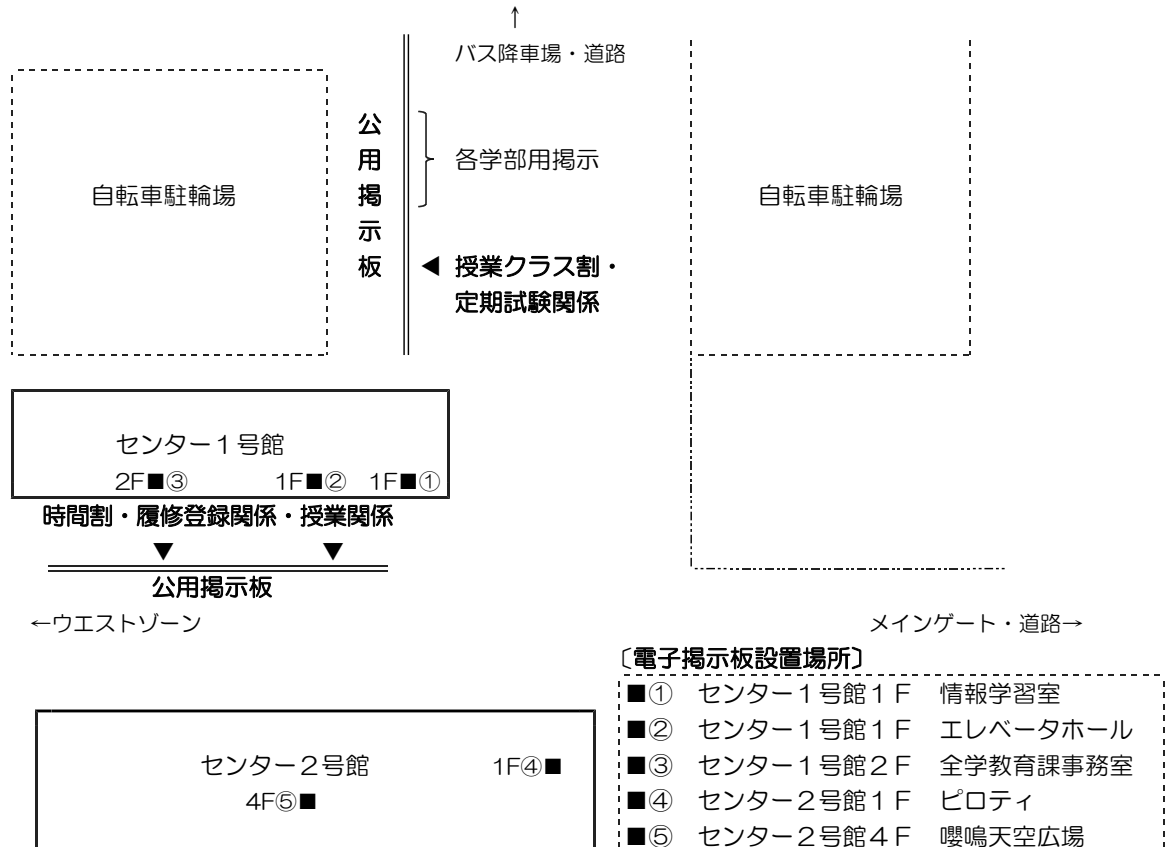 ↑
バス降車場・道路
公用掲示板
各学部用掲示
自転車駐輪場
自転車駐輪場
◀ 授業クラス割・
定期試験関係
センター１号館
2F■③ 1F■② 1F■①
時間割・履修登録関係・授業関係
▼ ▼
公用掲示板
←ウエストゾーン
メインゲート・道路→
〔電子掲示板設置場所〕
■① センター１号館１Ｆ 情報学習室
■② センター１号館１Ｆ エレベータホール
■③ センター１号館２Ｆ 全学教育課事務室
■④ センター２号館１Ｆ ピロティ
■⑤ センター２号館４Ｆ 嚶鳴天空広場
センター２号館 1F④■
4F⑤■